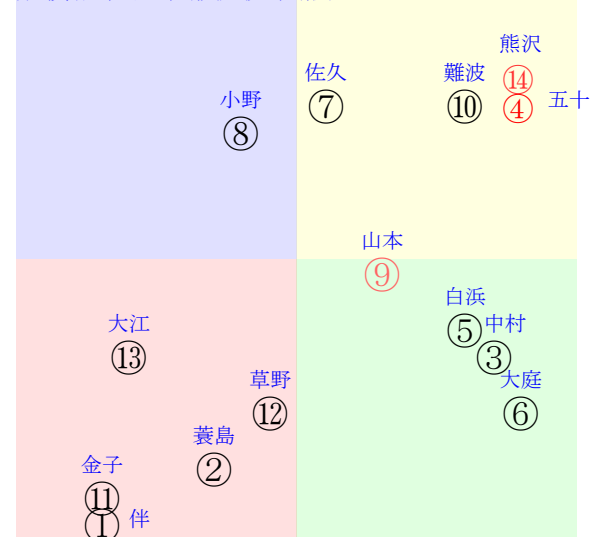 熊沢
佐久
難波
⑭
小野
⑦
⑩
④
五十
⑧
山本
⑨
白浜
大江
⑤
中村
⑬
③
草野
大庭
⑫
⑥
蓑島
②
金子
⑪
①
伴